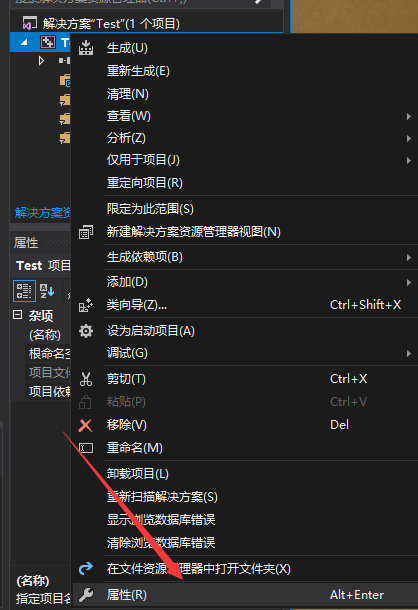 解决方案"Test"(1 个项目)
生成(U)
重新生成(E)
清理(N)
查看(W)
分析(Z)
仅用于项目(J)
重定向项目(R)
限定为此范围(S)
新建解决方案资源管理器视图(N)
解决方案资
生成依赖项(B)
属性
添加(D)
Test 项目
类向导(Z)... Ctrl+Shift+X
杂项
设为启动项目(A)
(名称)
调试(G)
根命名空
剪切(T) Ctrl+X
项目文件
项目依赖
粘贴(P) Ctrl+V
移除(V) Del
重命名(M)
卸载项目(L)
重新扫描解决方案(S)
显示浏览数据库错误
清除浏览数据库错误
在文件资源管理器中打开文件夹(X)
(名称)
属性(R) Alt+Enter
指定项目名